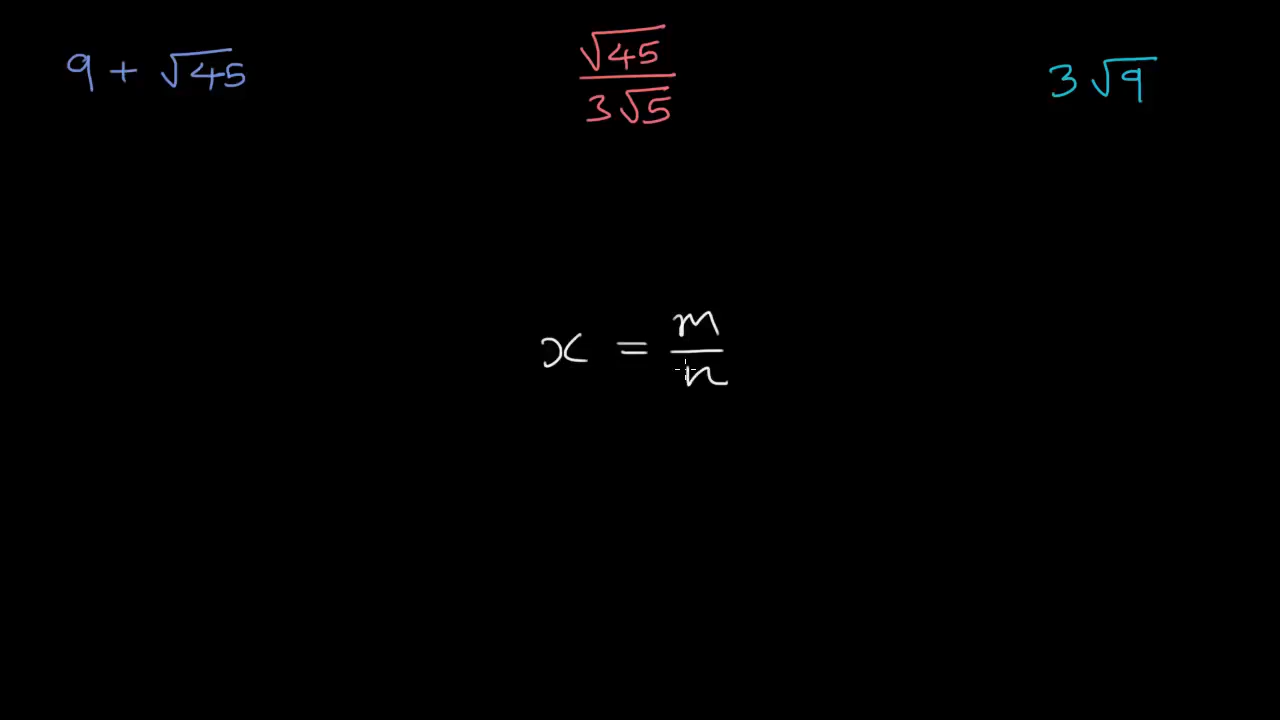 9 + √45
√45 / 3√5
3√9
x = m / n